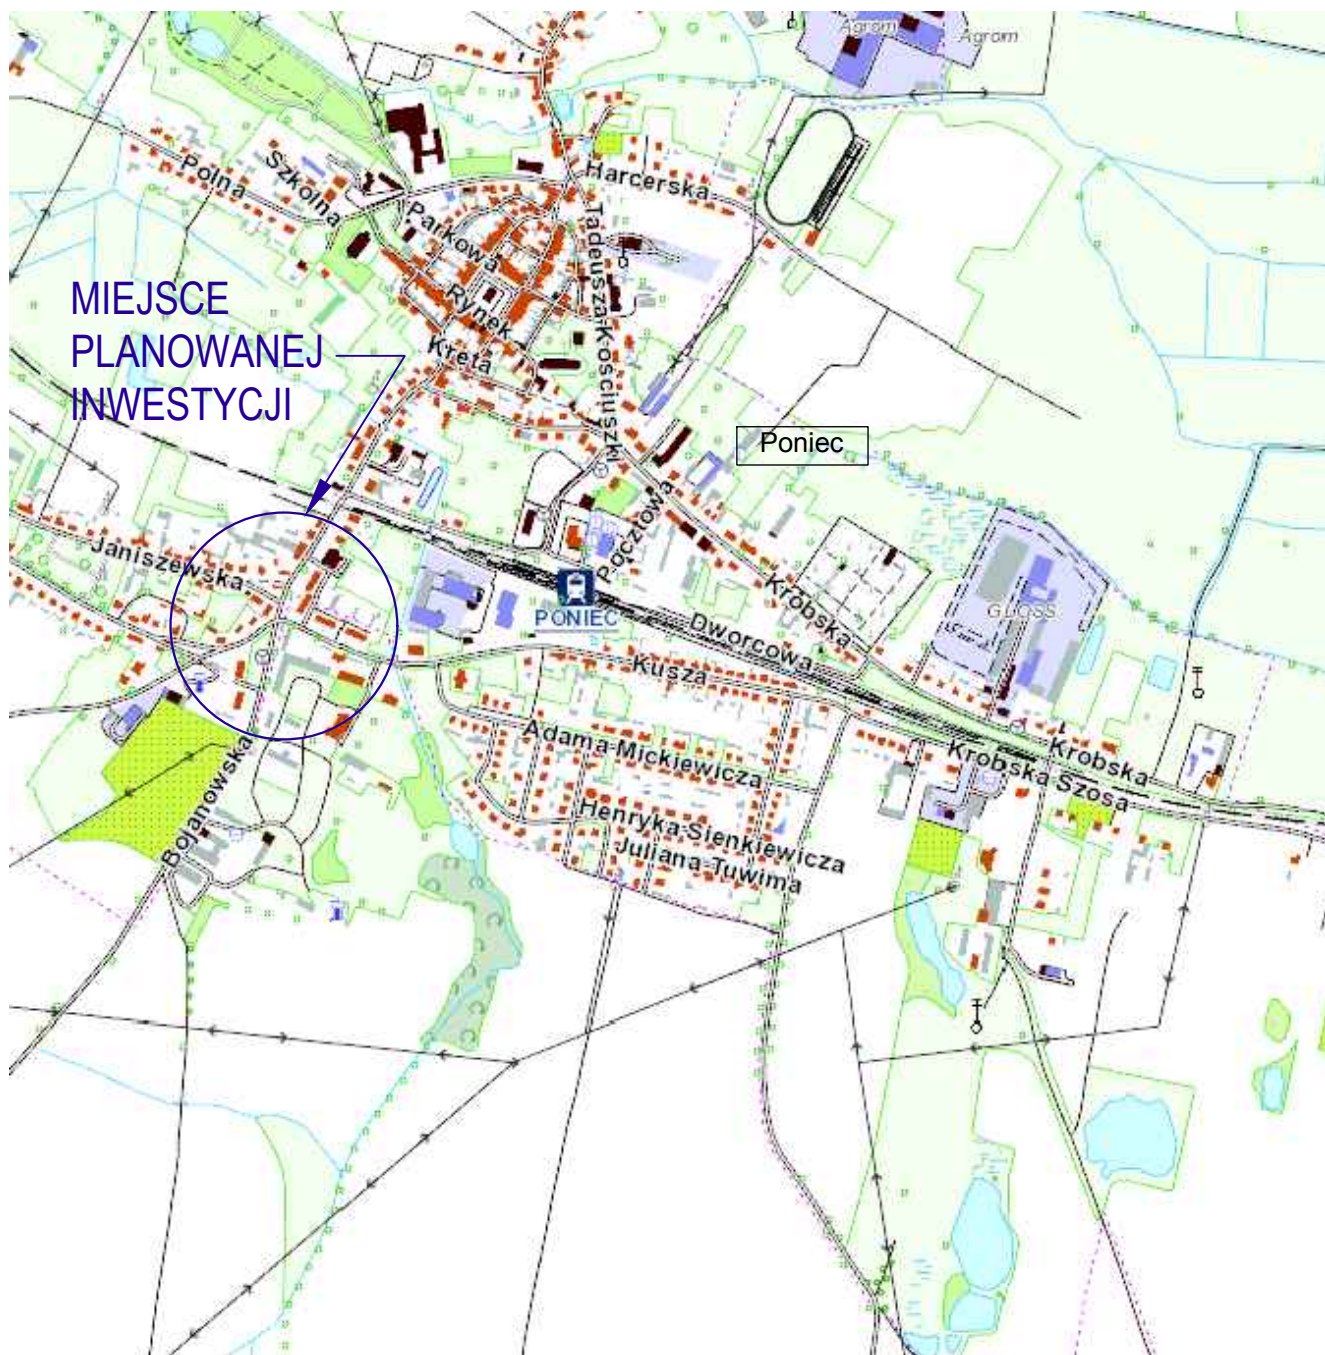 Agrom
Agrom
Polna
Szkolna
Harcerska
Parkowa
Tadeusza Kościuszki
Rynek
Kręta
MIEJSCE
PLANOWANEJ
INWESTYCJI
Poniec
Janiszewska
Pocztowa
Krobska
GLOSS
PONIEC
Dworcowa
Kusza
Adama Mickiewicza
Krobska
Krobska Szosa
Bojanowska
Henryka Sienkiewicza
Juliana Tuwima